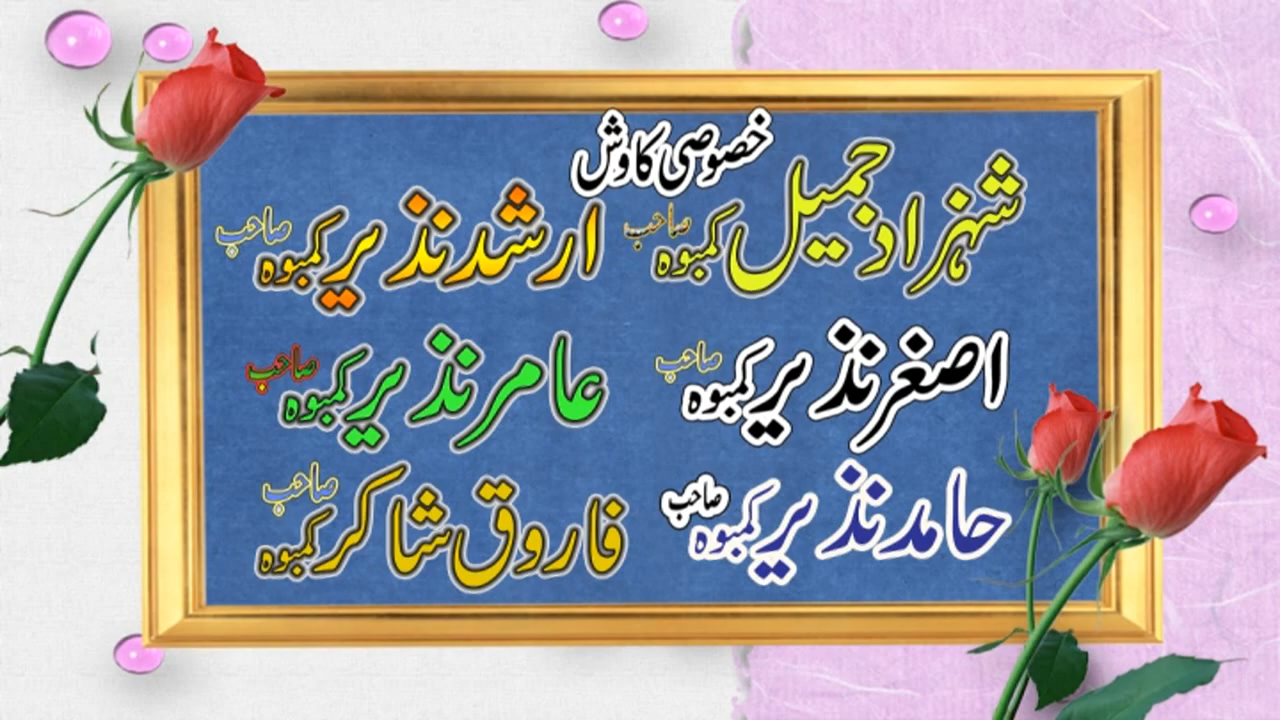 خصوصی کاوش
شہزاد جمیل کمبوہ صاحب
ارشد نذیر کمبوہ صاحب
اصغر نذیر کمبوہ صاحب
عامر نذیر کمبوہ صاحب
حامد نذیر کمبوہ صاحب
فاروق شاکر کمبوہ صاحب